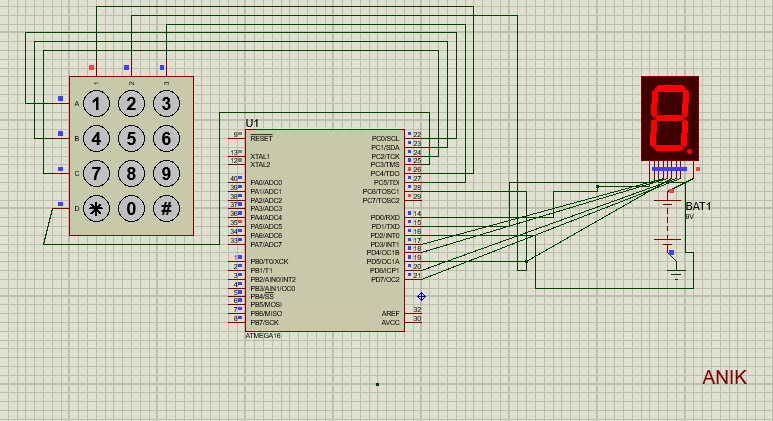 1 2 3
A 1 2 3
B 4 5 6
C 7 8 9
D * 0 #
U1
9 RESET
13 XTAL1
12 XTAL2
40 PA0/ADC0
39 PA1/ADC1
38 PA2/ADC2
37 PA3/ADC3
36 PA4/ADC4
35 PA5/ADC5
34 PA6/ADC6
33 PA7/ADC7
1 PB0/T0/XCK
2 PB1/T1
3 PB2/AIN0/INT2
4 PB3/AIN1/OC0
5 PB4/SS
6 PB5/MOSI
7 PB6/MISO
8 PB7/SCK
PC0/SCL 22
PC1/SDA 23
PC2/TCK 24
PC3/TMS 25
PC4/TDO 26
PC5/TDI 27
PC6/TOSC1 28
PC7/TOSC2 29
PD0/RXD 14
PD1/TXD 15
PD2/INT0 16
PD3/INT1 17
PD4/OC1B 18
PD5/OC1A 19
PD6/ICP1 20
PD7/OC2 21
AREF 32
AVCC 30
ATMEGA16
8.
BAT1
9V
ANIK